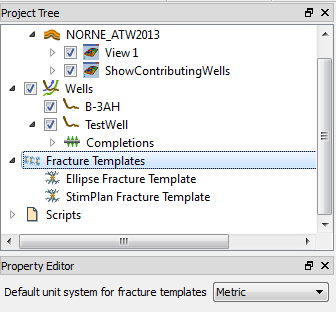 Project Tree
NORNE_ATW2013
View 1
ShowContributingWells
Wells
B-3AH
TestWell
Completions
Fracture Templates
Ellipse Fracture Template
StimPlan Fracture Template
Scripts
Property Editor
Default unit system for fracture templates Metric